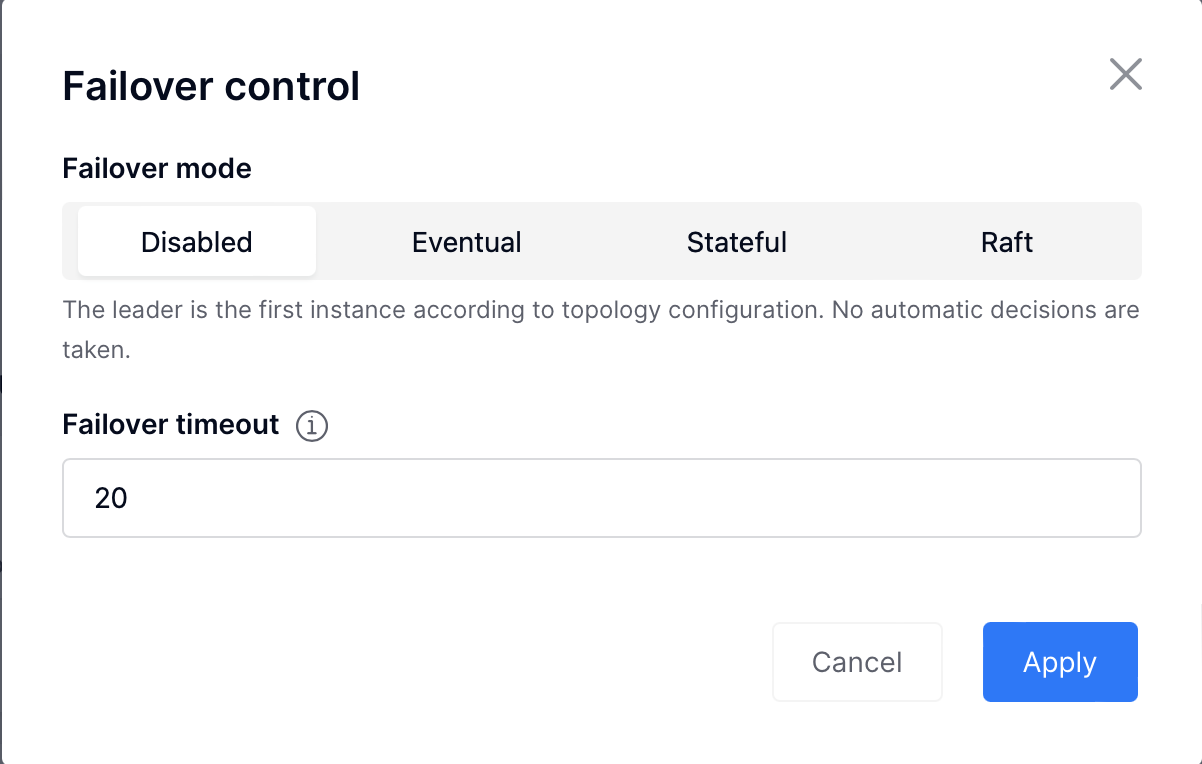 Failover control
Failover mode
Disabled
Eventual
Stateful
Raft
The leader is the first instance according to topology configuration. No automatic decisions are
taken.
Failover timeout
20
Cancel
Apply